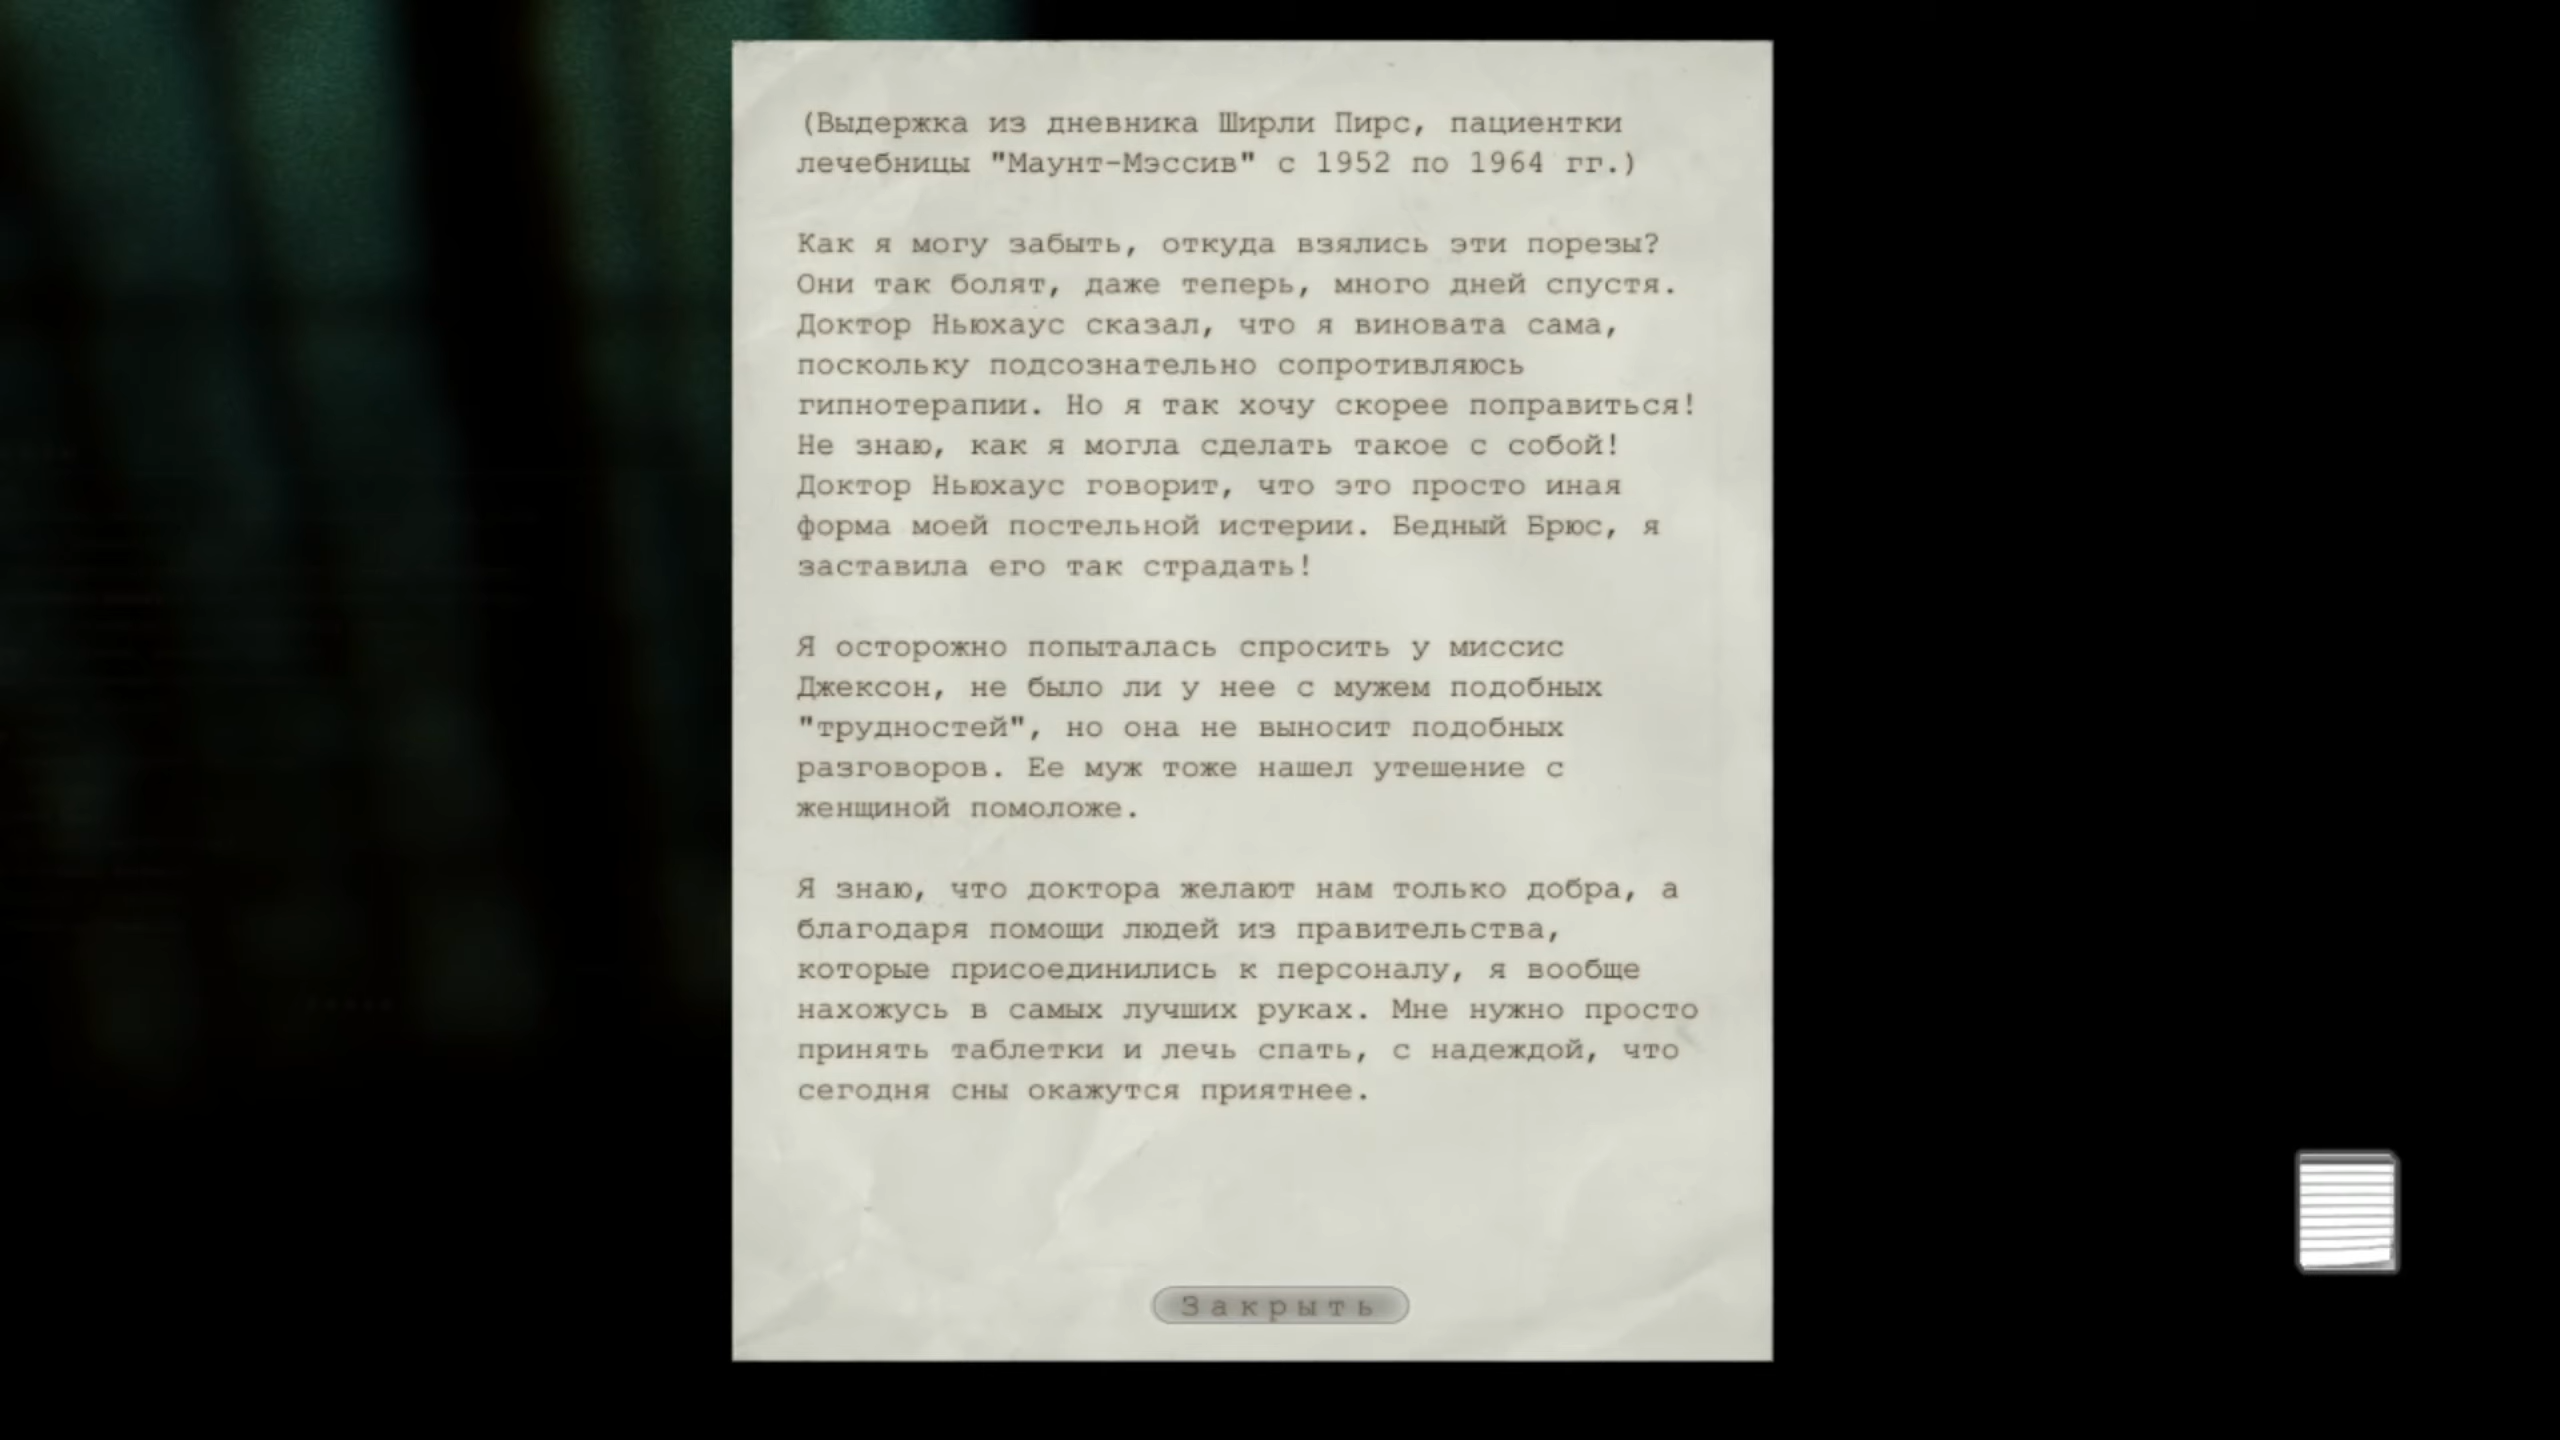 (Выдержка из дневника Ширли Пирс, пациентки
лечебницы "Маунт-Мэссив" с 1952 по 1964 гг.)
Как я могу забыть, откуда взялись эти порезы?
Они так болят, даже теперь, много дней спустя.
Доктор Ньюхаус сказал, что я виновата сама,
поскольку подсознательно сопротивляюсь
гипнотерапии. Но я так хочу скорее поправиться!
Не знаю, как я могла сделать такое с собой!
Доктор Ньюхаус говорит, что это просто иная
форма моей постельной истерии. Бедный Брюс, я
заставила его так страдать!
Я осторожно попыталась спросить у миссис
Джексон, не было ли у нее с мужем подобных
"трудностей", но она не выносит подобных
разговоров. Ее муж тоже нашел утешение с
женщиной помоложе.
Я знаю, что доктора желают нам только добра, а
благодаря помощи людей из правительства,
которые присоединились к персоналу, я вообще
нахожусь в самых лучших руках. Мне нужно просто
принять таблетки и лечь спать, с надеждой, что
сегодня сны окажутся приятнее.
Закрыть